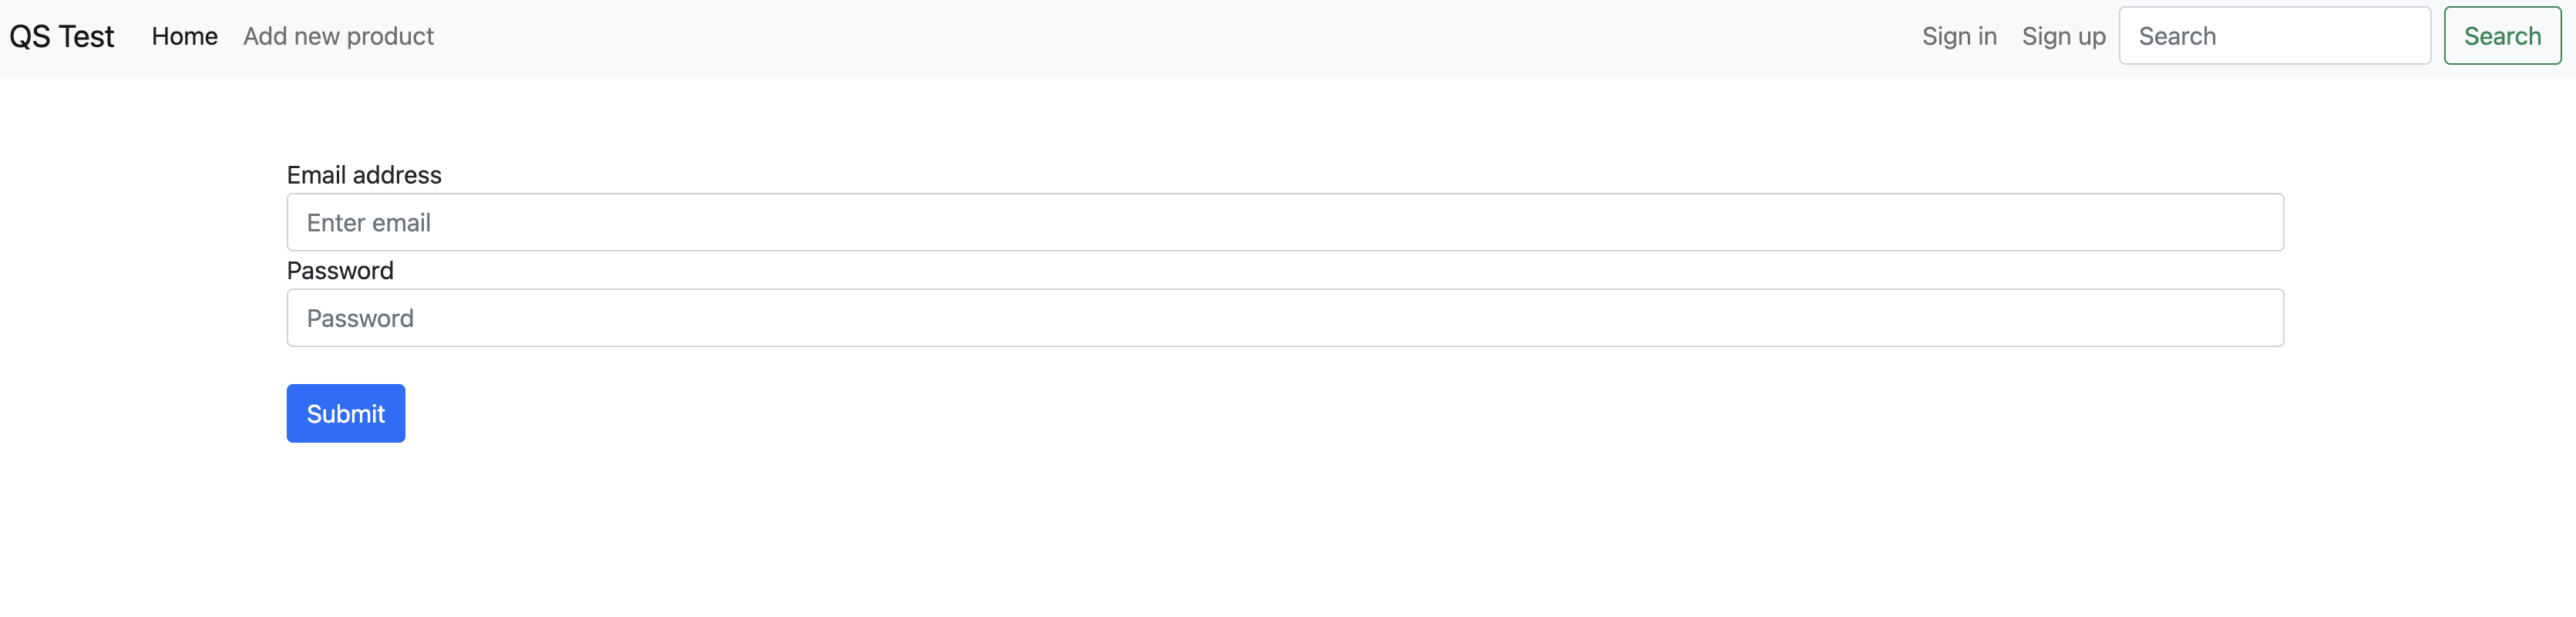 QS Test Home Add new product Sign in Sign up Search Search
Email address
Enter email
Password
Password
Submit